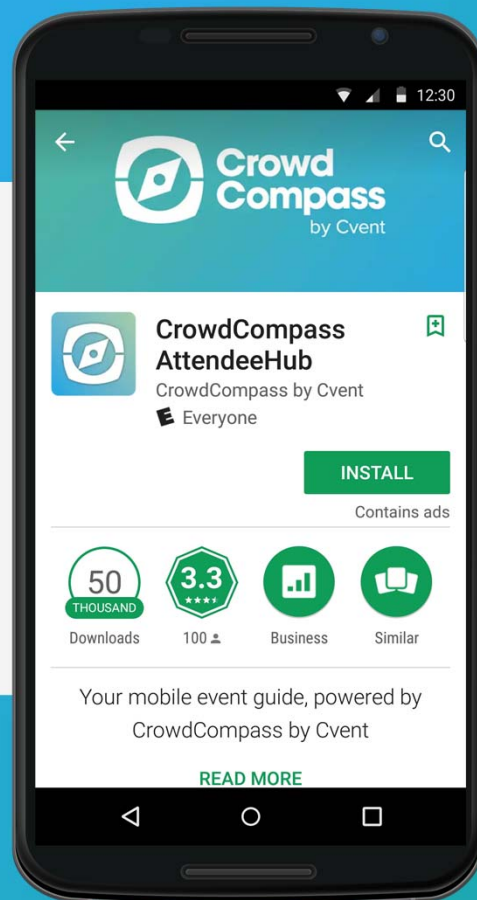 12:30
Crowd
Compass
by Cvent
CrowdCompass
AttendeeHub
CrowdCompass by Cvent
E Everyone
INSTALL
Contains ads
50
THOUSAND
Downloads
3.3
100
Business
Similar
Your mobile event guide, powered by
CrowdCompass by Cvent
READ MORE